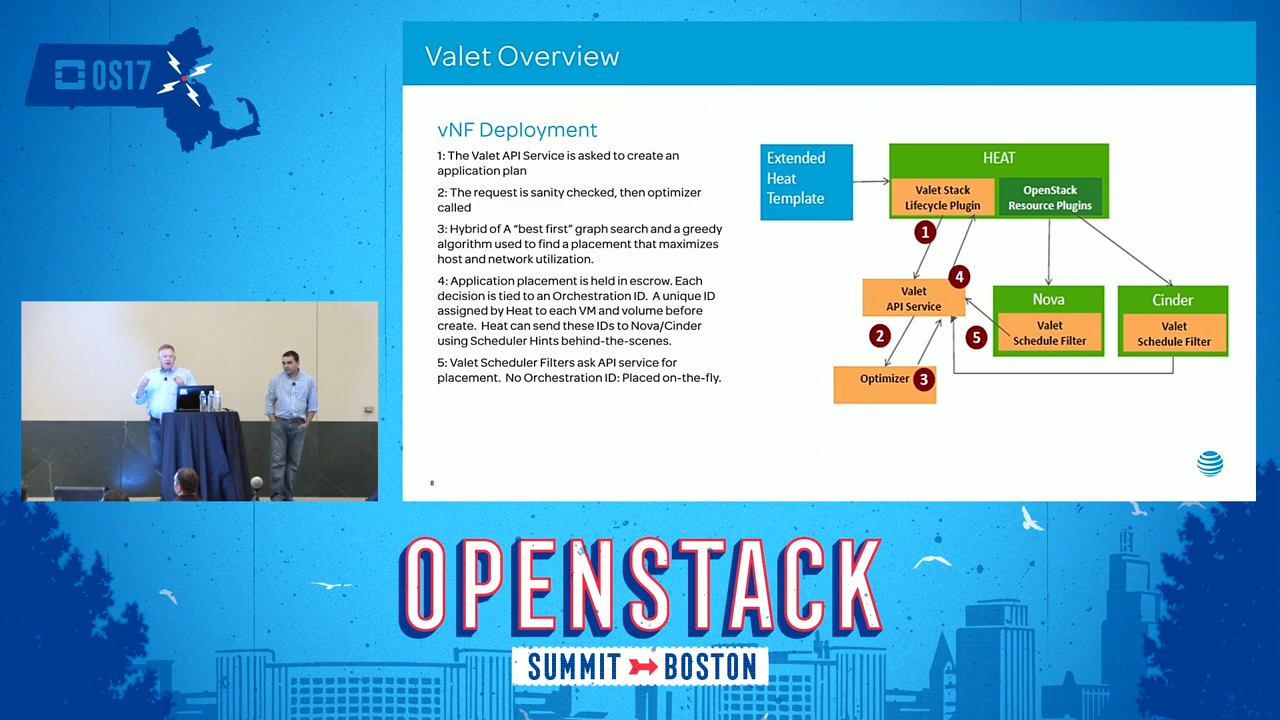 OS17
Valet Overview
vNF Deployment
1: The Valet API Service is asked to create an
application plan
2: The request is sanity checked, then optimizer
called
3: Hybrid of A “best first” graph search and a greedy
algorithm used to find a placement that maximizes
host and network utilization.
4: Application placement is held in escrow. Each
decision is tied to an Orchestration ID. A unique ID
assigned by Heat to each VM and volume before
create. Heat can send these IDs to Nova/Cinder
using Scheduler Hints behind-the-scenes.
5: Valet Scheduler Filters ask API service for
placement. No Orchestration ID: Placed on-the-fly.
Extended
Heat
Template
HEAT
Valet Stack
Lifecycle Plugin
OpenStack
Resource Plugins
1
4
Valet
API Service
Nova
Valet
Schedule Filter
Cinder
Valet
Schedule Filter
2
5
Optimizer
3
8
OPENSTACK
SUMMIT BOSTON